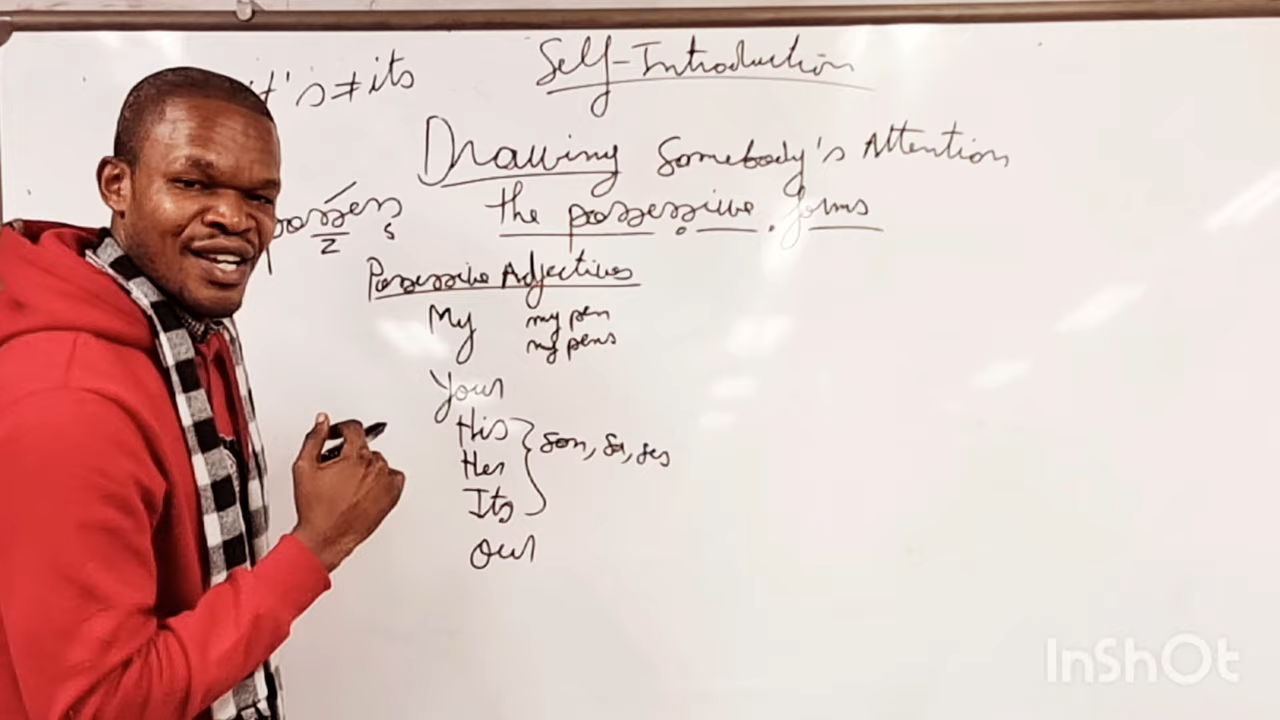 it's ≠ its
Self-Introduction
Drawing Somebody's Attention
the possessive forms
possess
z s
Possessive Adjectives
My my pen
my pens
Your
His
Her son, sa, ses
Its
Our
InShOt